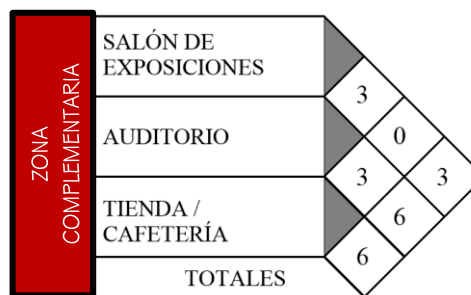 ZONA
COMPLEMENTARIA
SALÓN DE
EXPOSICIONES
AUDITORIO
TIENDA /
CAFETERÍA
TOTALES
3
0
3
3
6
6